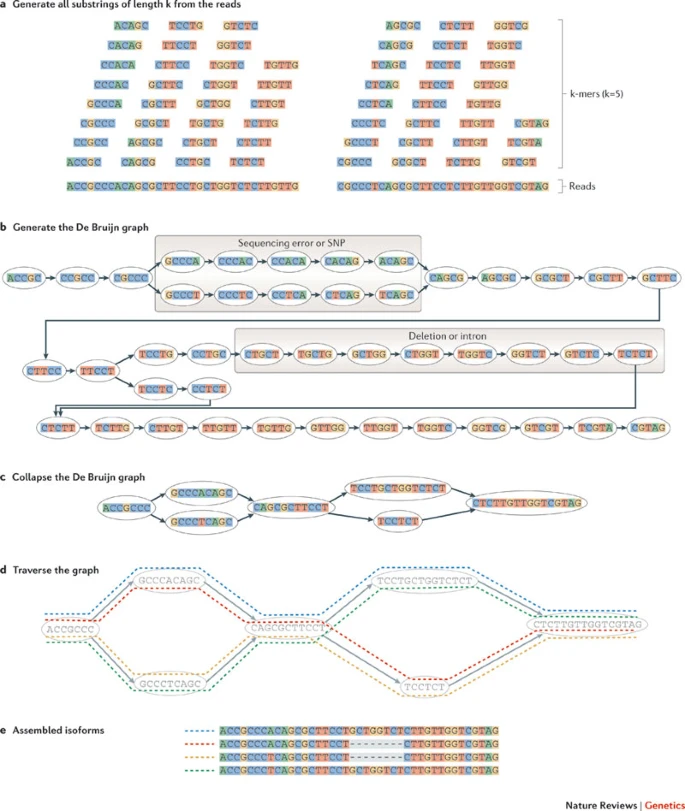 a Generate all substrings of length k from the reads
ACAGC TCCTG GTCTC AGCGC CTCTT GGTCG
CACAG TTCCT GGTCT CAGCG CCTCT TGGTC
CCACA CTTCC TGGTC TGTTG TCAGC TCCTC TTGGT
CCCAC GCTTC CTGGT TTGTT CTCAG TTCCT GTTGG
GCCCA CGCTT GCTGG CTTGT CCTCA CTTCC TGTTG
k-mers (k=5)
CGCCC GCGCT TGCTG TCTTG CCCTC GCTTC TTGTT CGTAG
CCGCC AGCGC CTGCT CTCTT GCCCT CGCTT CTTGT TCGTA
ACCGC CAGCG CCTGC TCTCT CGCCC GCGCT TCTTG GTCGT
ACCGCCCACAGCGCTTCCTGCTGGTCTCTTGTTG CGCCCTCAGCGCTTCCTCTTGTTGGTCGTAG Reads
b Generate the De Bruijn graph
Sequencing error or SNP
GCCCA CCCAC CCACA CACAG ACAGC
ACCGC CCGCC CGCCC CAGCG AGCGC GCGCT CGCTT GCTTC
GCCCT CCCTC CCTCA CTCAG TCAGC
Deletion or intron
TCCTG CCTGC CTGCT TGCTG GCTGG CTGGT TGGTC GGTCT GTCTC TCTCT
CTTCC TTCCT
TCCTC CCTCT
CTCTT TCTTG CTTGT TTGTT TGTTG GTTGG TTGGT TGGTC GGTCG GTCGT TCGTA CGTAG
c Collapse the De Bruijn graph
GCCCACAGC TCCTGCTGGTCTCT
ACCGCCC CAGCGCTTCCT CTCTTGTTGGTCGTAG
GCCCTCAGC TCCTCT
d Traverse the graph
GCCCACAGC TCCTGCTGGTCTCT
ACCGCCC CAGCGCTTCCT CTCTTGTTGGTCGTAG
GCCCTCAGC TCCTCT
e Assembled isoforms
ACCGCCCACAGCGCTTCCTGCTGGTCTCTTGTTGGTCGTAG
ACCGCCCACAGCGCTTCCT--------CTTGTTGGTCGTAG
ACCGCCCTCAGCGCTTCCT--------CTTGTTGGTCGTAG
ACCGCCCTCAGCGCTTCCTGCTGGTCTCTTGTTGGTCGTAG
Nature Reviews | Genetics